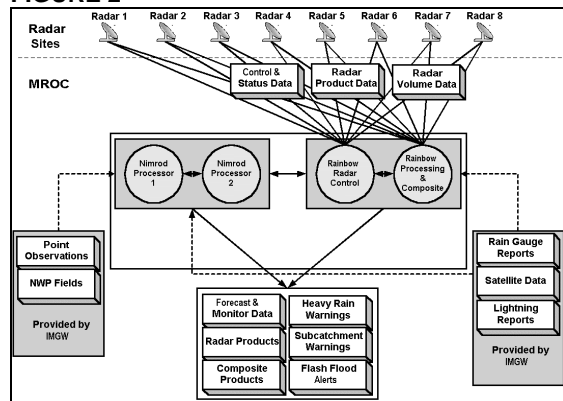 FIGURE 2
Radar 1 Radar 2 Radar 3 Radar 4 Radar 5 Radar 6 Radar 7 Radar 8
Radar
Sites
MROC
Control &
Status Data
Radar
Product Data
Radar
Volume Data
Nimrod
Processor
1
Nimrod
Processor
2
Rainbow
Radar
Control
Rainbow
Processing
&
Composite
Point
Observations
NWP Fields
Provided by
IMGW
Rain Gauge
Reports
Satellite Data
Lightning
Reports
Provided by
IMGW
Forecast &
Monitor Data
Heavy Rain
Warnings
Radar Products
Subcatchment
Warnings
Composite
Products
Flash Flood
Alerts